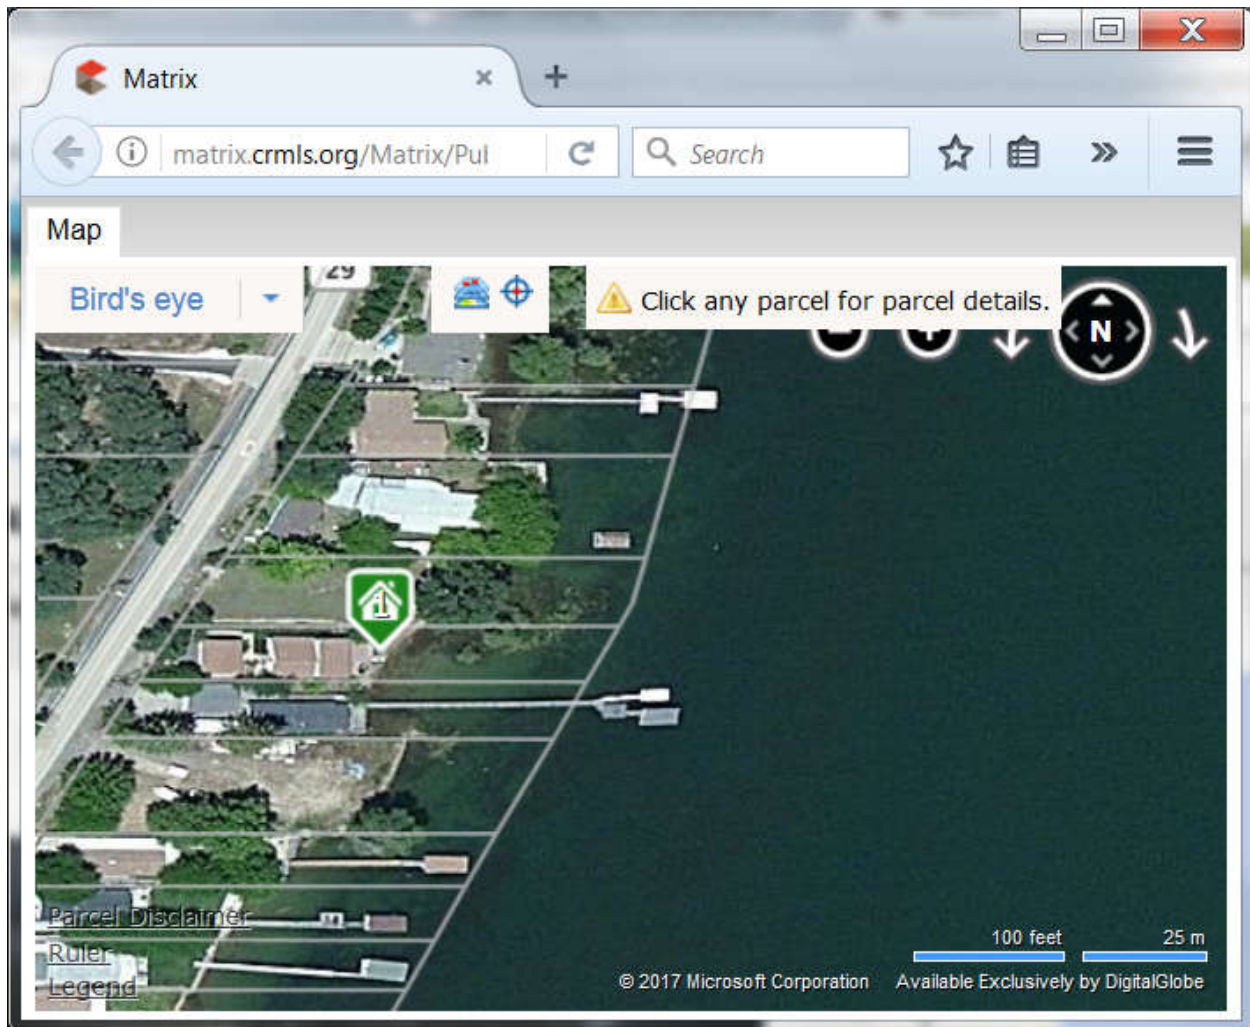 Matrix
matrix.crmls.org/Matrix/Pul
Search
Map
29
Bird's eye
Click any parcel for parcel details.
N
1
Parcel Disclaimer
Ruler
Legend
100 feet
25 m
© 2017 Microsoft Corporation
Available Exclusively by DigitalGlobe